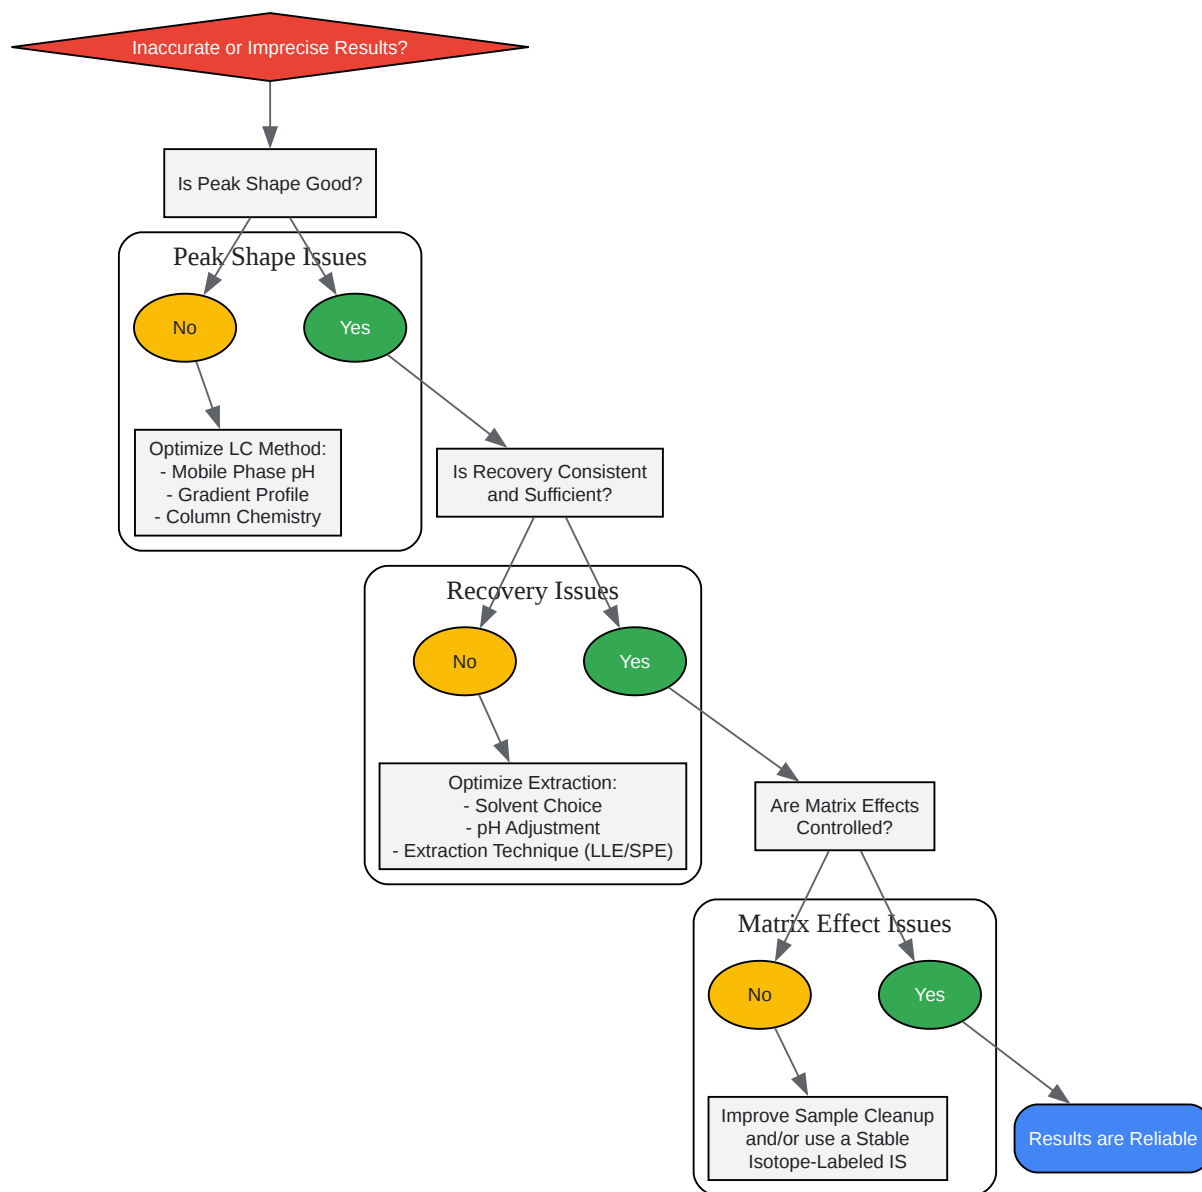 Inaccurate or Imprecise Results?
Is Peak Shape Good?
Peak Shape Issues
No
Yes
Optimize LC Method:
- Mobile Phase pH
- Gradient Profile
- Column Chemistry
Is Recovery Consistent
and Sufficient?
Recovery Issues
No
Yes
Optimize Extraction:
- Solvent Choice
- pH Adjustment
- Extraction Technique (LLE/SPE)
Are Matrix Effects
Controlled?
Matrix Effect Issues
No
Yes
Improve Sample Cleanup
and/or use a Stable
Isotope-Labeled IS
Results are Reliable